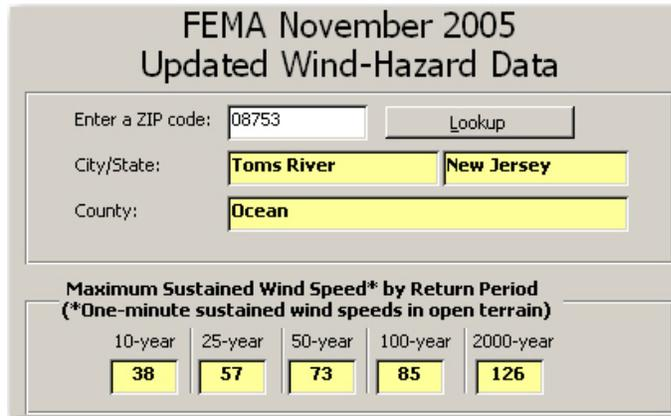 FEMA November 2005
Updated Wind-Hazard Data
Enter a ZIP code: 08753 Lookup
City/State: Toms River New Jersey
County: Ocean
Maximum Sustained Wind Speed* by Return Period
(*One-minute sustained wind speeds in open terrain)
10-year 25-year 50-year 100-year 2000-year
38 57 73 85 126